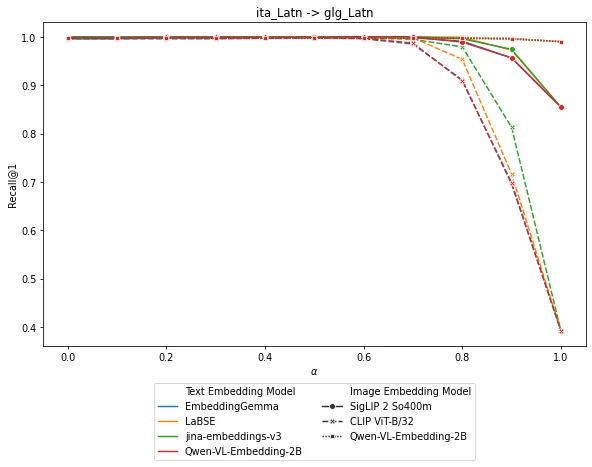 ita_Latn -> glg_Latn
1.0
0.9
0.8
0.7
0.6
0.5
0.4
Recall@1
0.0 0.2 0.4 0.6 0.8 1.0
α
Text Embedding Model Image Embedding Model
EmbeddingGemma SigLIP 2 So400m
LaBSE CLIP ViT-B/32
jina-embeddings-v3 Qwen-VL-Embedding-2B
Qwen-VL-Embedding-2B